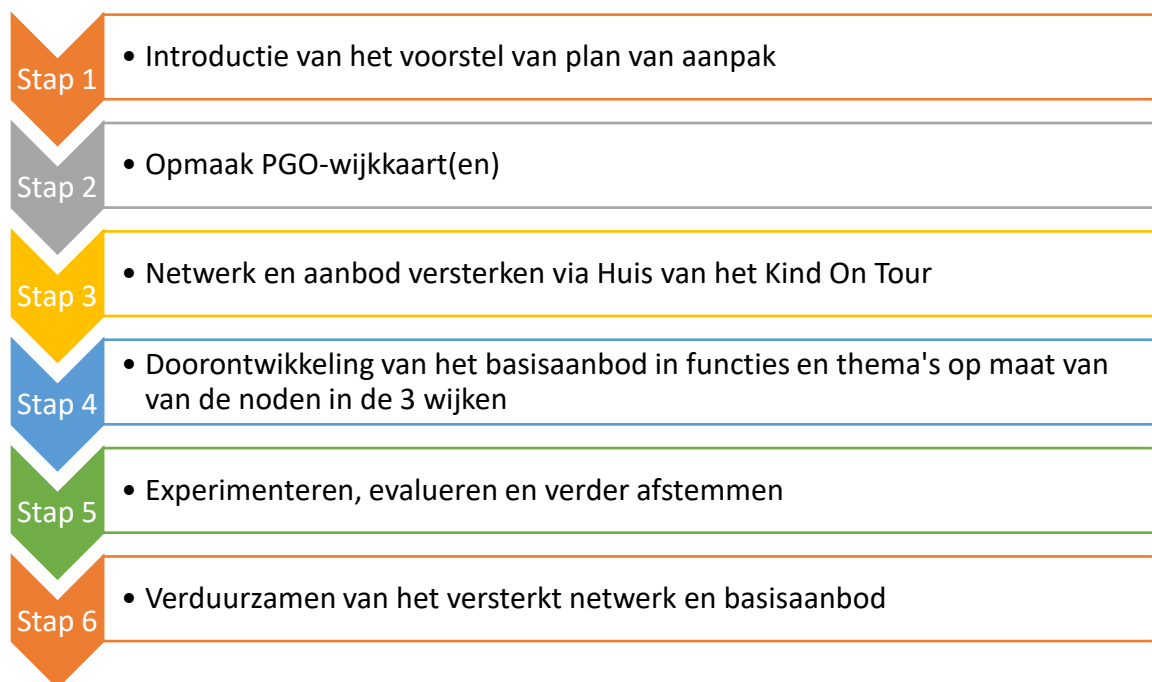 Stap 1
• Introductie van het voorstel van plan van aanpak
Stap 2
• Opmaak PGO-wijkkaart(en)
Stap 3
• Netwerk en aanbod versterken via Huis van het Kind On Tour
Stap 4
• Doorontwikkeling van het basisaanbod in functies en thema's op maat van
van de noden in de 3 wijken
Stap 5
• Experimenteren, evalueren en verder afstemmen
Stap 6
• Verduurzamen van het versterkt netwerk en basisaanbod